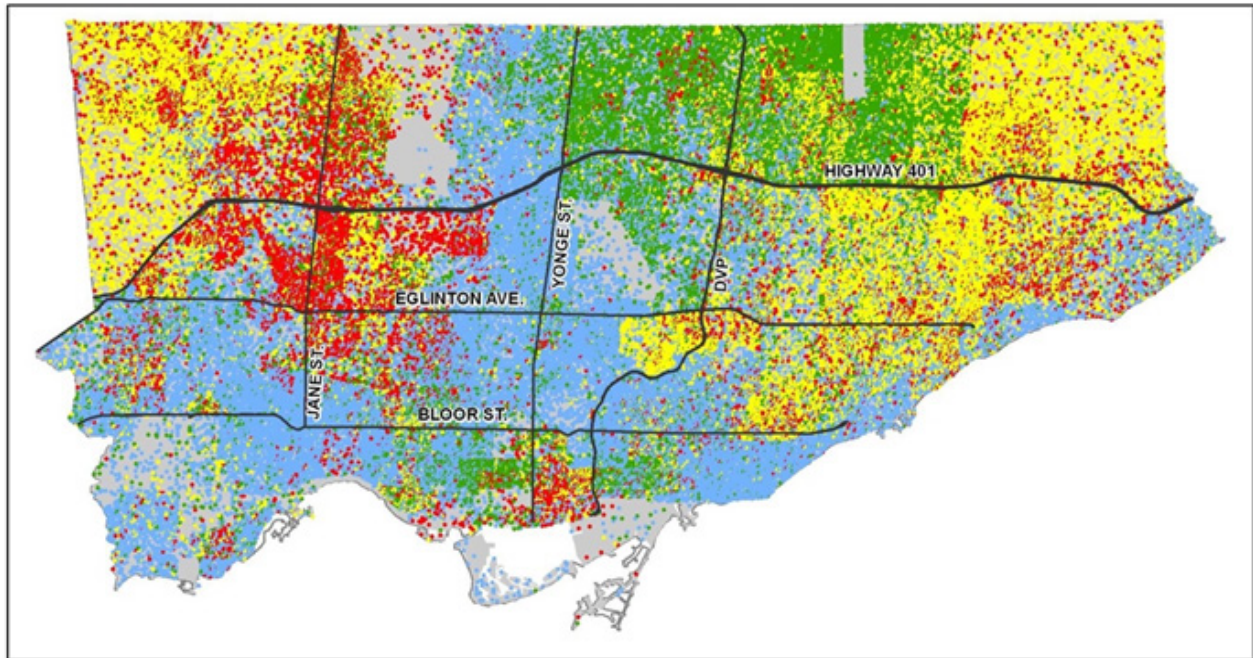 HIGHWAY 401
YONGE ST.
DVP
EGLINTON AVE.
JANE ST.
BLOOR ST.